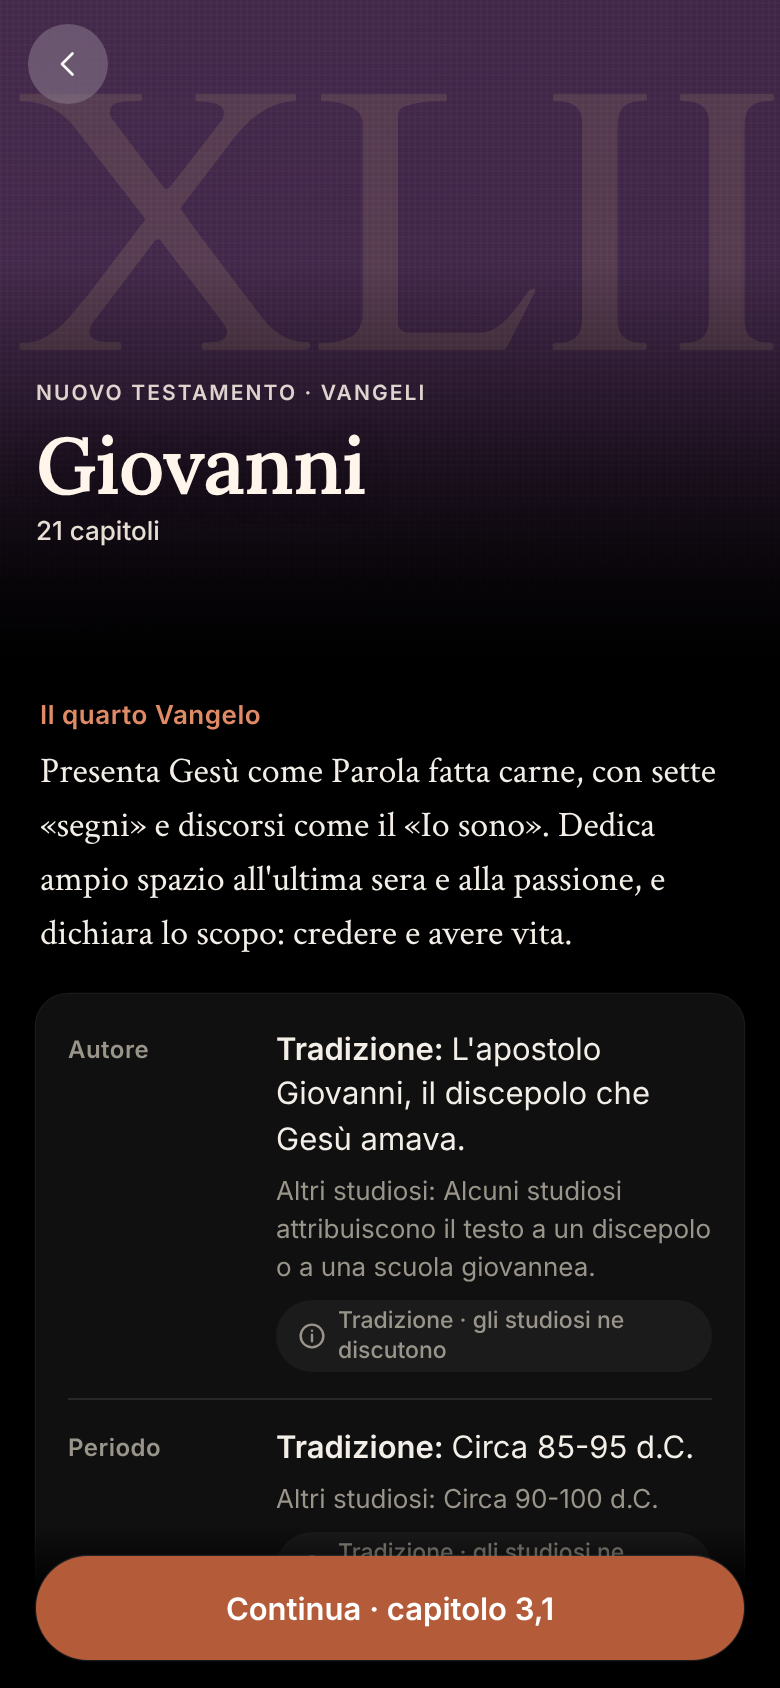 XLII
NUOVO TESTAMENTO · VANGELI
Giovanni
21 capitoli
Il quarto Vangelo
Presenta Gesù come Parola fatta carne, con sette
«segni» e discorsi come il «Io sono». Dedica
ampio spazio all'ultima sera e alla passione, e
dichiara lo scopo: credere e avere vita.
Autore
Tradizione: L'apostolo
Giovanni, il discepolo che
Gesù amava.
Altri studiosi: Alcuni studiosi
attribuiscono il testo a un discepolo
o a una scuola giovannea.
Tradizione · gli studiosi ne
discutono
Periodo
Tradizione: Circa 85-95 d.C.
Altri studiosi: Circa 90-100 d.C.
Tradizione · gli studiosi ne
Continua · capitolo 3,1